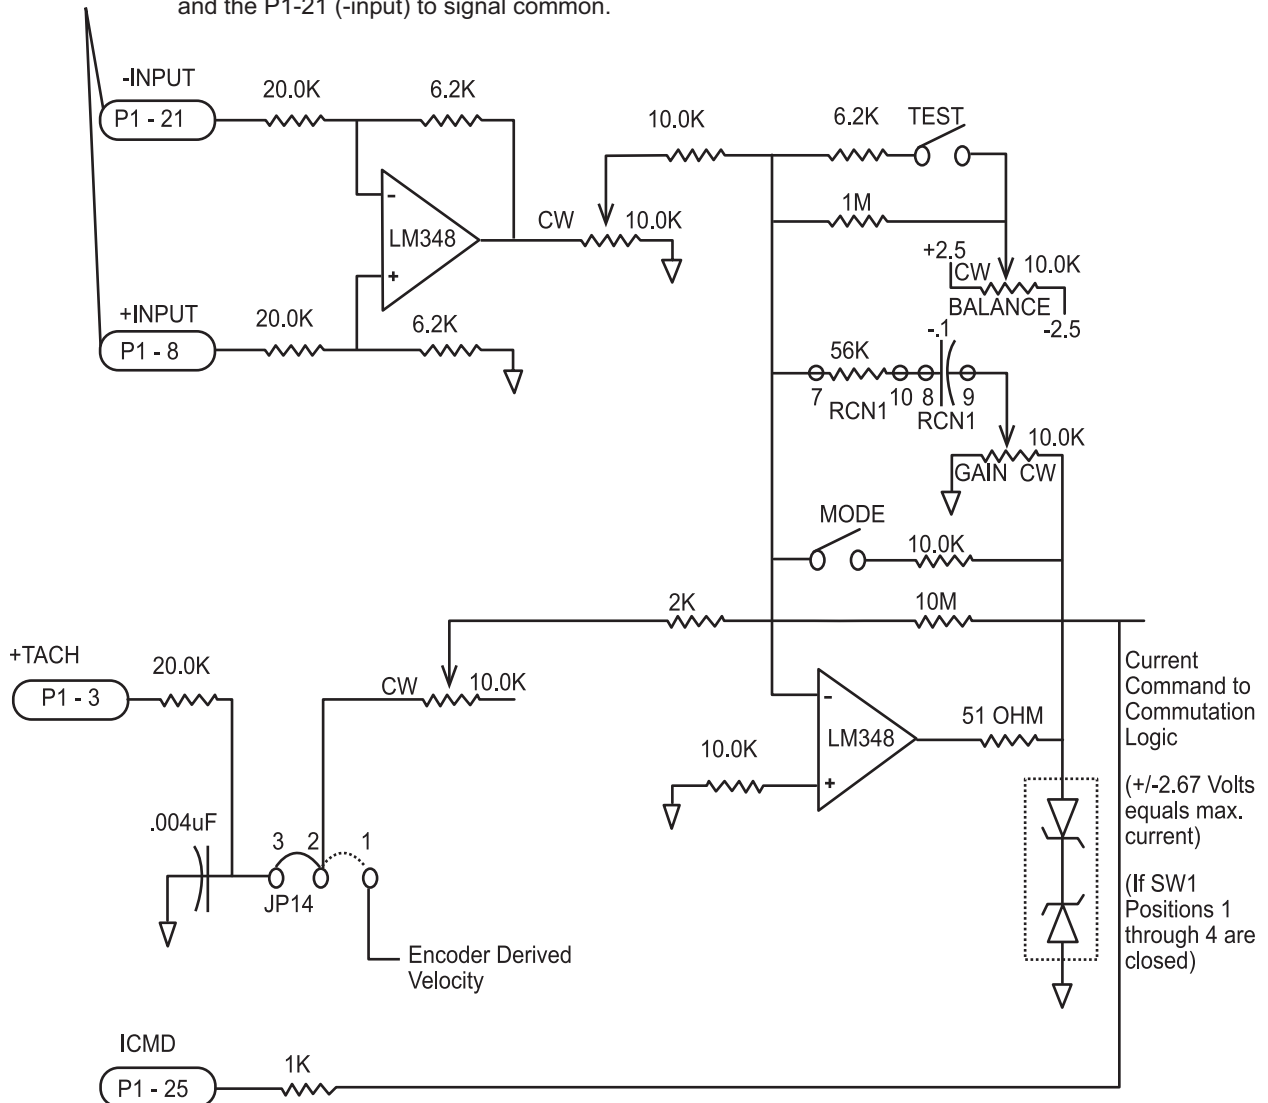 and the P1-21 (-input) to signal common.
-INPUT
P1 - 21
20.0K
6.2K
-
LM348
+
+INPUT
P1 - 8
20.0K
6.2K
CW
10.0K
10.0K
6.2K
TEST
1M
+2.5
CW
10.0K
BALANCE
-2.5
-.1
56K
7
10
8
9
RCN1
RCN1
10.0K
GAIN CW
MODE
10.0K
2K
10M
+TACH
P1 - 3
20.0K
CW
10.0K
.004uF
3
2
1
JP14
Encoder Derived
Velocity
10.0K
-
LM348
+
51 OHM
Current
Command to
Commutation
Logic
(+/-2.67 Volts
equals max.
current)
(If SW1
Positions 1
through 4 are
closed)
ICMD
P1 - 25
1K